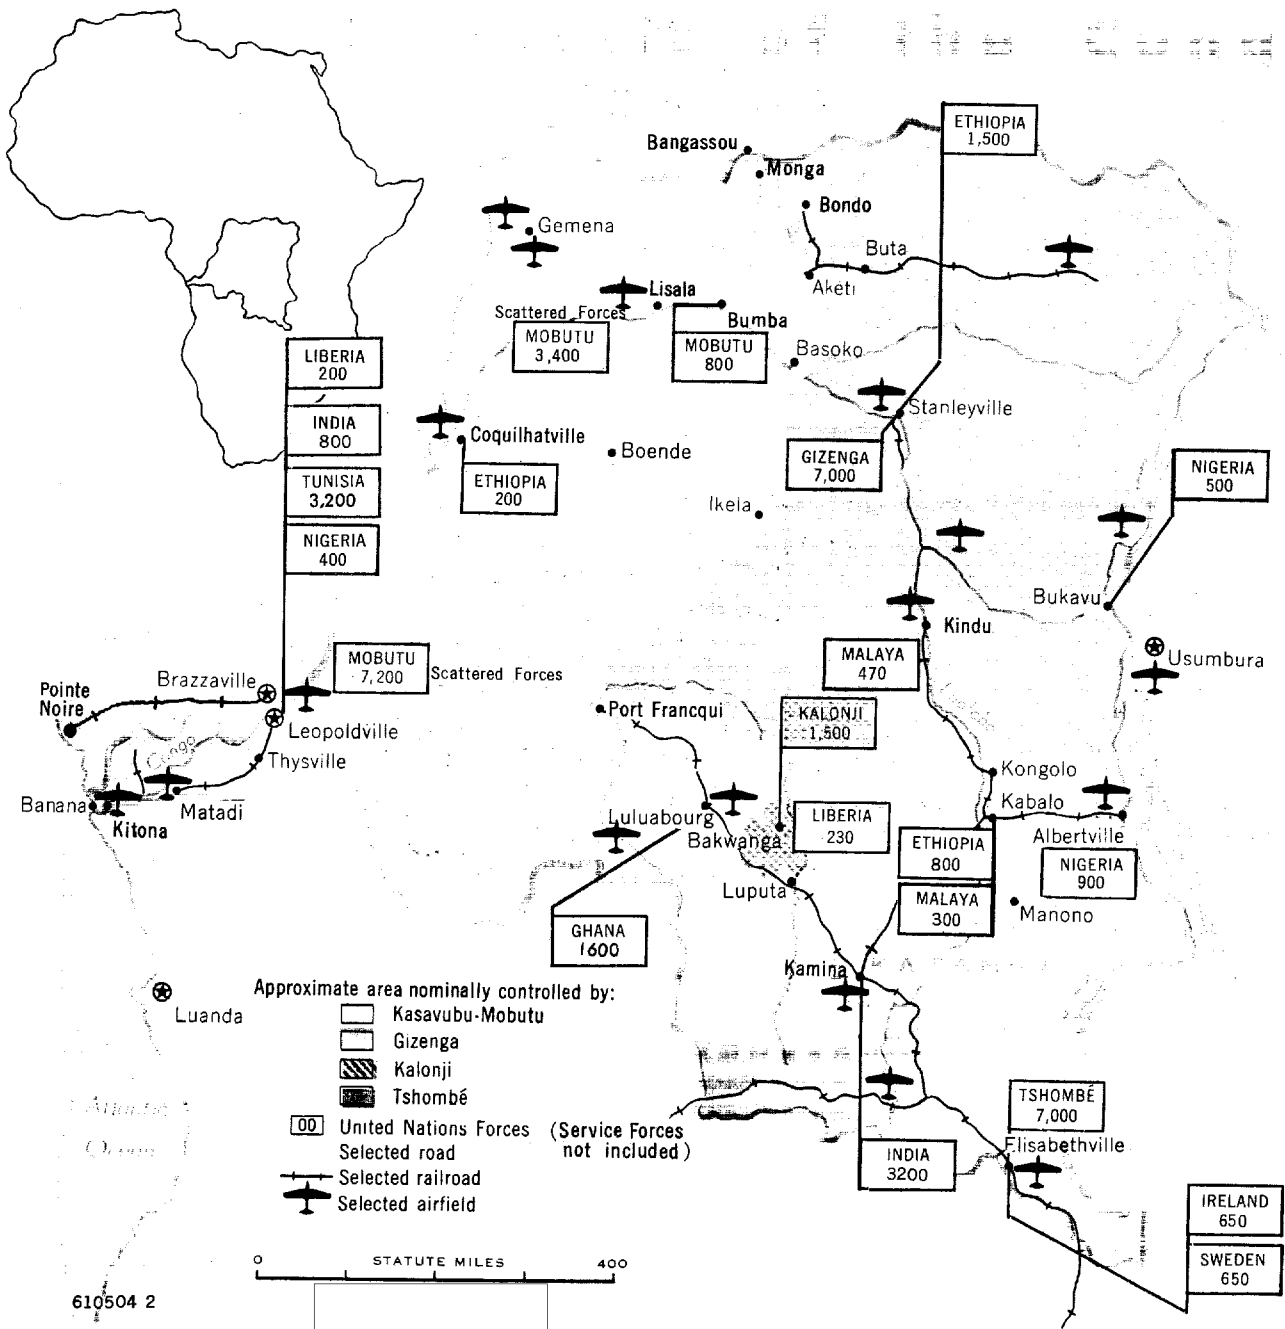 ETHIOPIA
1,500
Bangassou
Monga
Bondo
Gemena
Buta
Aketi
Lisala
Scattered Forces
Bumba
MOBUTU
3,400
MOBUTU
800
Basoko
LIBERIA
200
INDIA
800
TUNISIA
3,200
NIGERIA
400
Stanleyville
Coquilhatville
Boende
GIZENGA
7,000
NIGERIA
500
ETHIOPIA
200
Ikela
Bukavu
Kindu
Usumbura
MALAYA
470
MOBUTU
7,200
Scattered Forces
Brazzaville
Pointe
Noire
Leopoldville
Thysville
Congo
Banana
Kitona
Matadi
Port Francqui
KALONJI
1,500
Kongolo
Kabalo
Albertville
Luluabourg
Bakwanga
LIBERIA
230
ETHIOPIA
800
NIGERIA
900
MALAYA
300
Luputa
Manono
GHANA
1600
Kamina
KATANGA
Luanda
Approximate area nominally controlled by:
Kasavubu-Mobutu
Gizenga
Kalonji
Tshombé
00 United Nations Forces (Service Forces
not included)
Selected road
Selected railroad
Selected airfield
Atlantic
Ocean
TSHOMBÉ
7,000
Elisabethville
INDIA
3200
IRELAND
650
SWEDEN
650
0 STATUTE MILES 400
610504 2